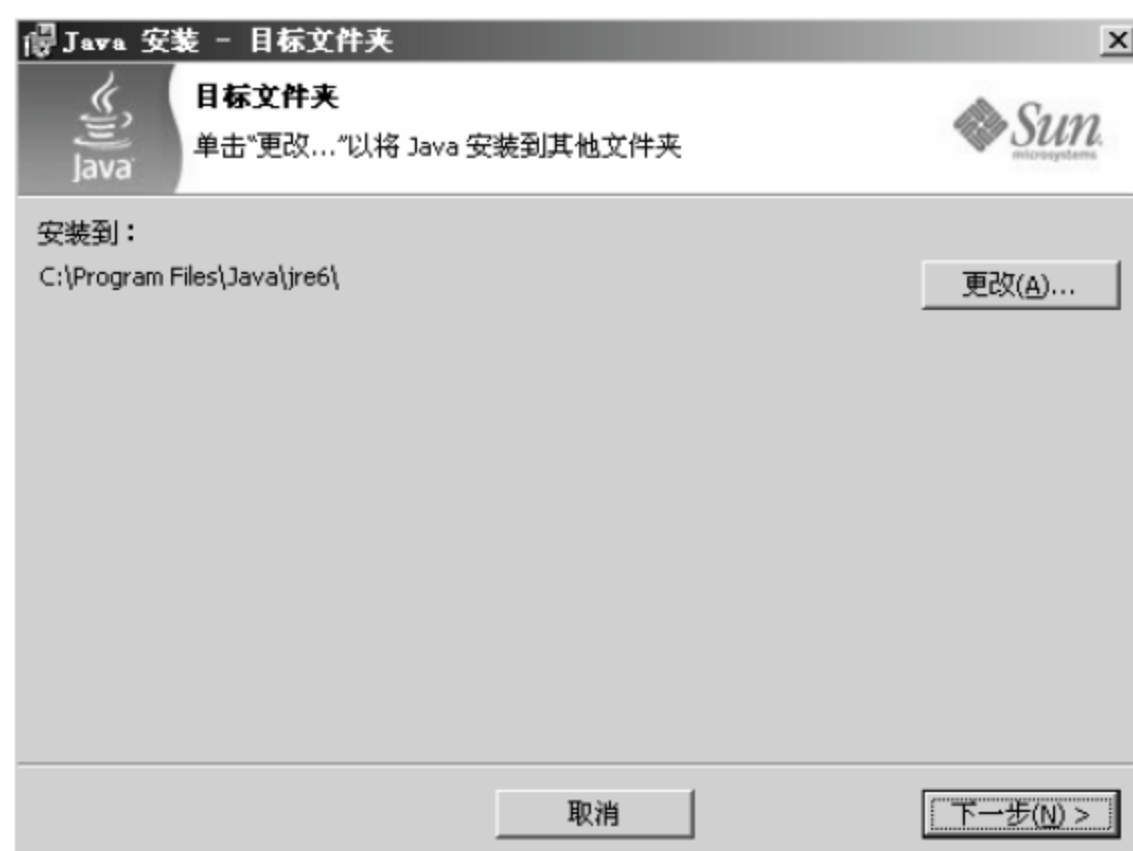 Java 安装 - 目标文件夹
Java
目标文件夹
单击“更改...”以将 Java 安装到其他文件夹
Sun
microsystems
安装到：
C:\Program Files\Java\jre6\
更改(A)...
取消
下一步(N) >